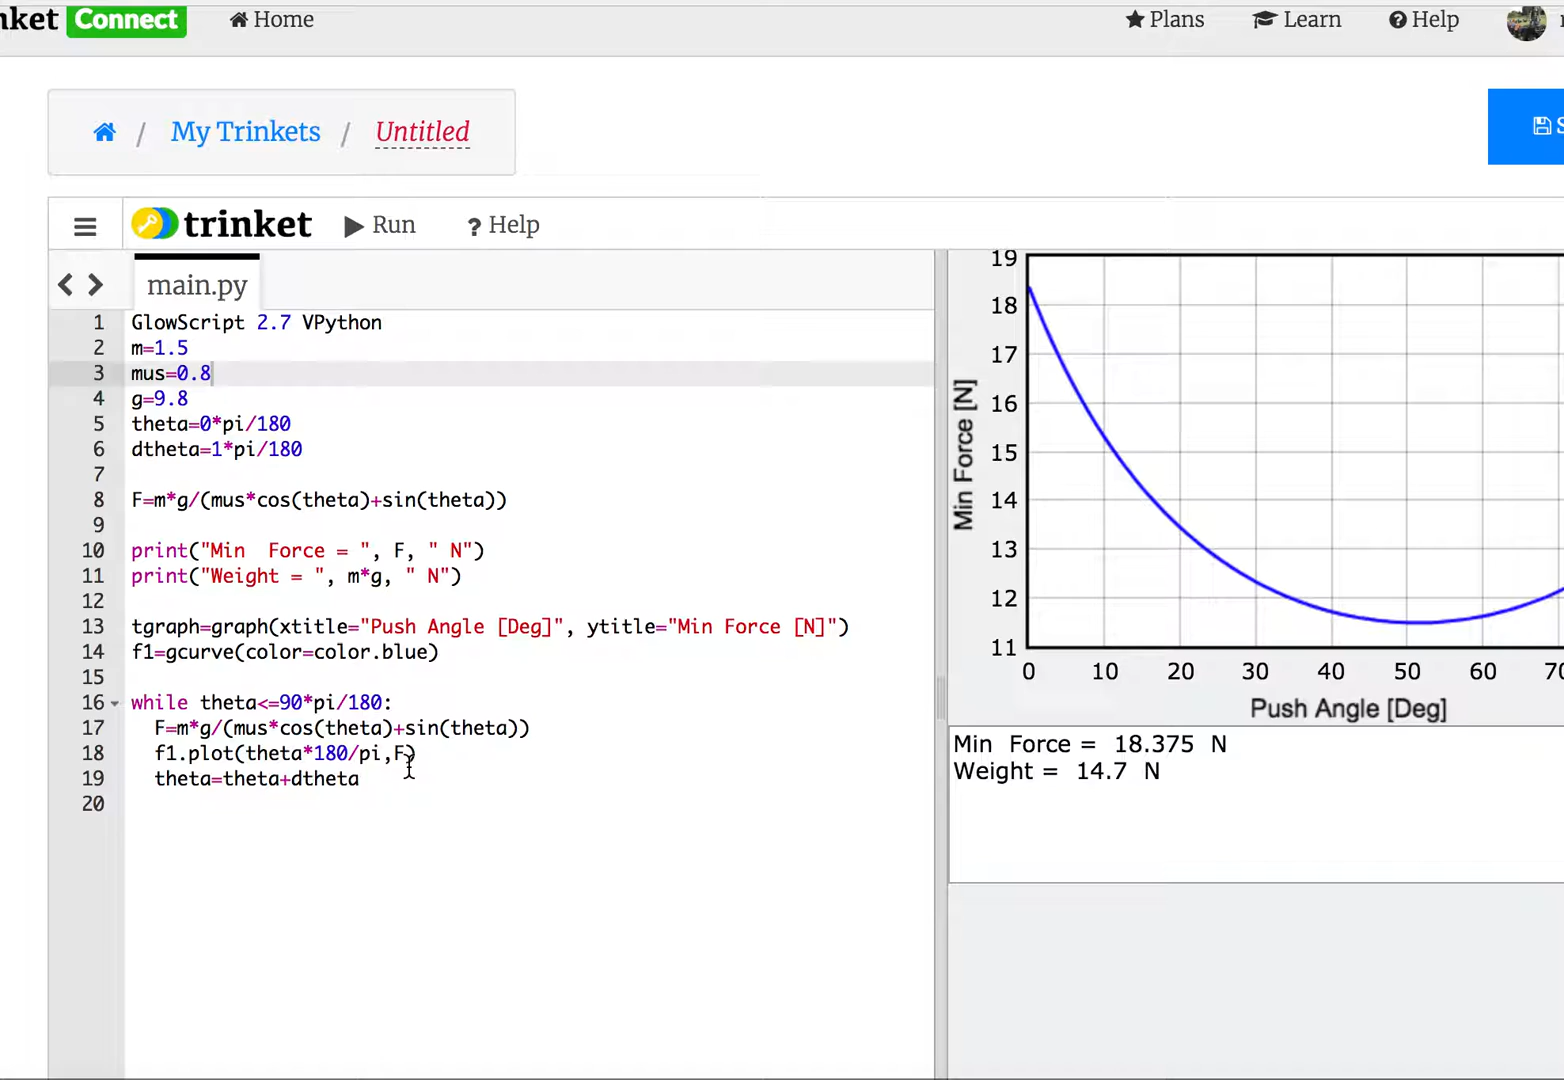 nket Connect Home Plans Learn Help
/ My Trinkets / Untitled
trinket Run ? Help
main.py
1 GlowScript 2.7 VPython
2 m=1.5
3 mus=0.8
4 g=9.8
5 theta=0*pi/180
6 dtheta=1*pi/180
7
8 F=m*g/(mus*cos(theta)+sin(theta))
9
10 print("Min  Force = ", F, " N")
11 print("Weight = ", m*g, " N")
12
13 tgraph=graph(xtitle="Push Angle [Deg]", ytitle="Min Force [N]")
14 f1=gcurve(color=color.blue)
15
16 while theta<=90*pi/180:
17   F=m*g/(mus*cos(theta)+sin(theta))
18   f1.plot(theta*180/pi,F)
19   theta=theta+dtheta
20
19
18
17
16
15
14
13
12
11
Min Force [N]
0 10 20 30 40 50 60 70
Push Angle [Deg]
Min  Force =  18.375  N
Weight =  14.7  N